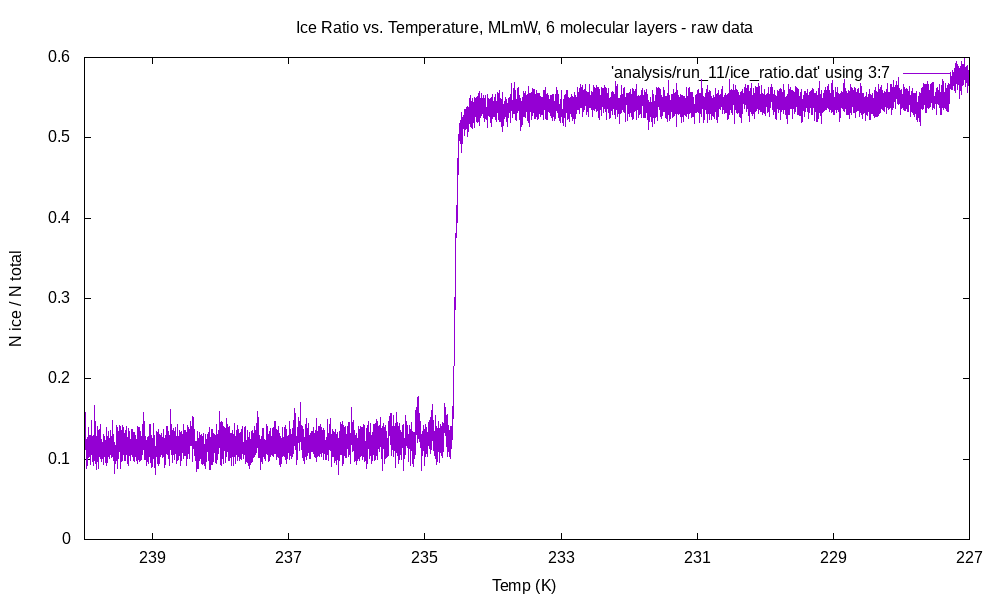 Ice Ratio vs. Temperature, MLmW, 6 molecular layers - raw data
'analysis/run_11/ice_ratio.dat' using 3:7
0.6
0.5
0.4
0.3
0.2
0.1
0
N ice / N total
239 237 235 233 231 229 227
Temp (K)